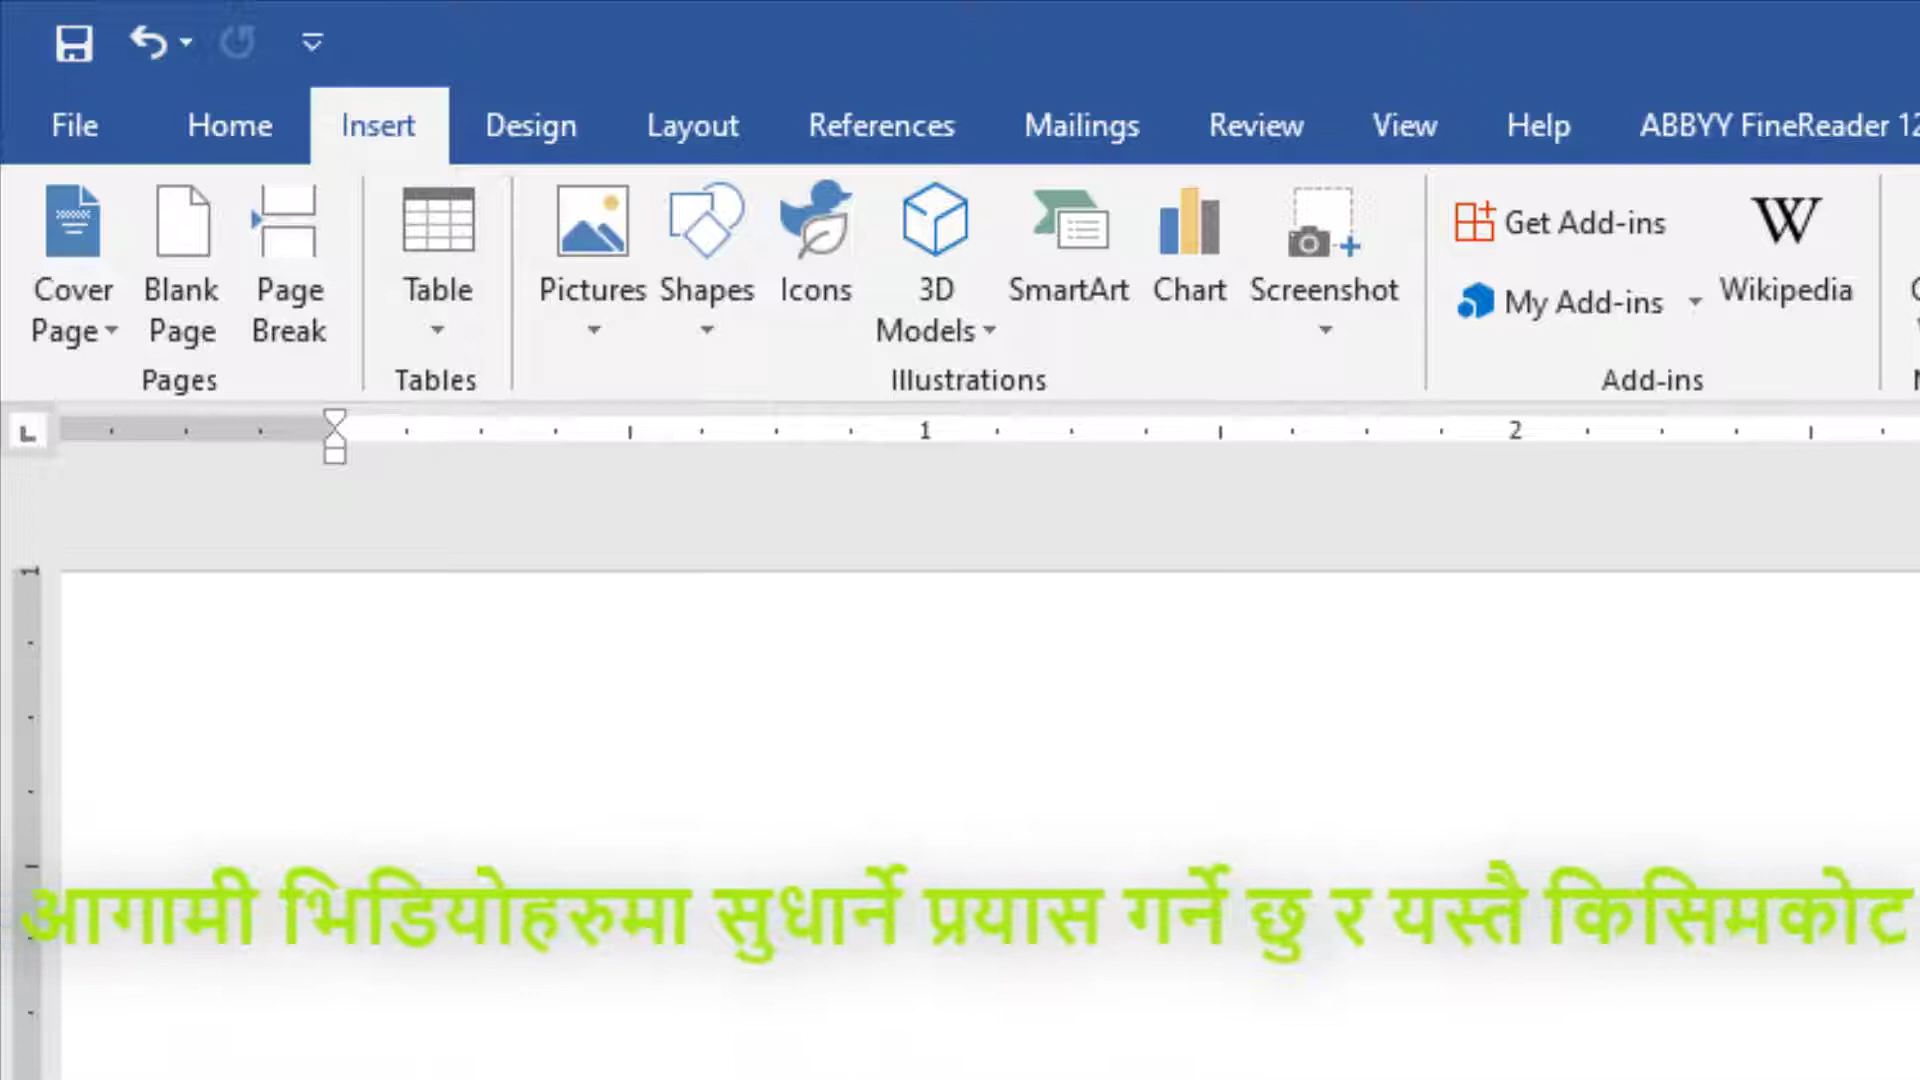 File Home Insert Design Layout References Mailings Review View Help ABBYY FineReader 12
Cover Page
Blank Page
Page Break
Table
Pictures
Shapes
Icons
3D Models
SmartArt
Chart
Screenshot
Get Add-ins
My Add-ins
Wikipedia
Pages Tables Illustrations Add-ins
L 1 2
1
आगामी भिडियोहरुमा सुधार्ने प्रयास गर्ने छु र यस्तै किसिमकोट